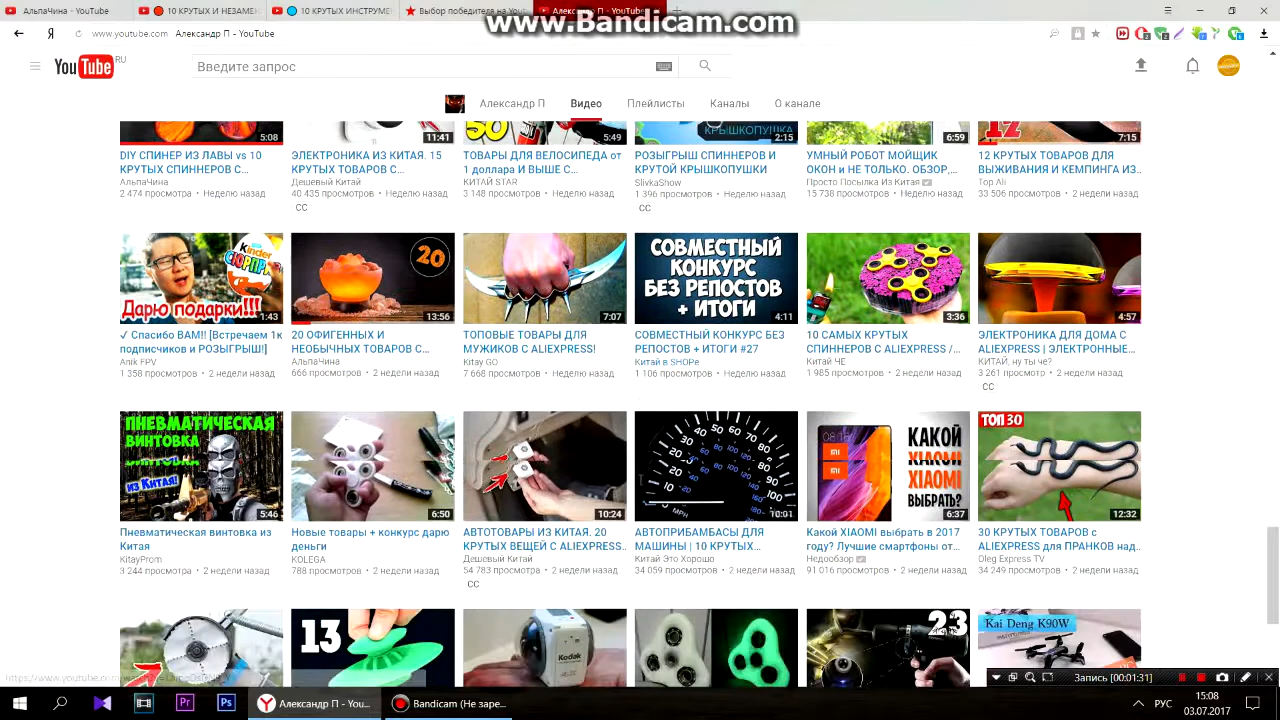 www.Bandicam.com
10 КРУТЫХ ИНСТРУМЕ
Выбор победителя на Yout
Александр П - You
www.youtube.com Александр П - YouTube
YouTube RU
Введите запрос
Александр П Видео Плейлисты Каналы О канале
50
КРЫШКОПУШКА
12
5:08
11:41
5:49
2:15
6:59
7:15
DIY СПИНЕР ИЗ ЛАВЫ vs 10
КРУТЫХ СПИННЕРОВ С...
АльпаЧина
2 474 просмотра • Неделю назад
ЭЛЕКТРОНИКА ИЗ КИТАЯ. 15
КРУТЫХ ТОВАРОВ С...
Дешевый Китай
40 435 просмотров • Неделю назад
CC
ТОВАРЫ ДЛЯ ВЕЛОСИПЕДА от
1 доллара И ВЫШЕ С...
КИТАЙ STAR
3 148 просмотров • Неделю назад
РОЗЫГРЫШ СПИННЕРОВ И
КРУТОЙ КРЫШКОПУШКИ
SlivkaShow
CC
УМНЫЙ РОБОТ МОЙЩИК
ОКОН и НЕ ТОЛЬКО. ОБЗОР,...
Просто Посылка Из Китая
15 738 просмотров • Неделю назад
12 КРУТЫХ ТОВАРОВ ДЛЯ
ВЫЖИВАНИЯ И КЕМПИНГА ИЗ...
Top Ali
33 506 просмотров • 2 недели назад
Kinder
СЮРПРИЗ
Дарю подарки!!!
1:43
✓ Спасибо ВАМ!! [Встречаем 1к
подписчиков и РОЗЫГРЫШ!]
Anik FPV
1 358 просмотров • 2 недели назад
20
13:56
20 ОФИГЕННЫХ И
НЕОБЫЧНЫХ ТОВАРОВ С...
АльпаЧина
666 просмотров • 2 недели назад
7:07
ТОПОВЫЕ ТОВАРЫ ДЛЯ
МУЖИКОВ С ALIEXPRESS!
Kitay GO
7 668 просмотров • Неделю назад
СОВМЕСТНЫЙ
КОНКУРС
БЕЗ РЕПОСТОВ
+ ИТОГИ
4:11
СОВМЕСТНЫЙ КОНКУРС БЕЗ
РЕПОСТОВ + ИТОГИ #27
Китай в SHOPe
1 106 просмотров • Неделю назад
3:36
10 САМЫХ КРУТЫХ
СПИННЕРОВ С ALIEXPRESS /...
Китай ЧЕ
1 985 просмотров • 2 недели назад
4:57
ЭЛЕКТРОНИКА ДЛЯ ДОМА С
ALIEXPRESS | ЭЛЕКТРОННЫЕ...
КИТАЙ, ну ты че?
3 261 просмотр • 2 недели назад
CC
ПНЕВМАТИЧЕСКАЯ
ВИНТОВКА
из Китая!
5:46
Пневматическая винтовка из
Китая
KitayProm
3 244 просмотра • 2 недели назад
6:50
Новые товары + конкурс дарю
деньги
KOLEGA
788 просмотров • 2 недели назад
10:24
АВТОТОВАРЫ ИЗ КИТАЯ. 20
КРУТЫХ ВЕЩЕЙ С ALIEXPRESS...
Дешевый Китай
54 783 просмотра • 2 недели назад
CC
MPH
10:01
АВТОПРИБАМБАСЫ ДЛЯ
МАШИНЫ | 10 КРУТЫХ...
Китай Это Хорошо
34 059 просмотров • 2 недели назад
КАКОЙ
XIAOMI
XIAOMI
ВЫБРАТЬ?
6:37
Какой XIAOMI выбрать в 2017
году? Лучшие смартфоны от...
Недообзор
91 016 просмотров • 2 недели назад
ТОП 30
12:32
30 КРУТЫХ ТОВАРОВ с
ALIEXPRESS для ПРАНКОВ над...
Oleg Express TV
34 249 просмотров • 2 недели назад
7
13
Kodak
23
Kai Deng K90W
Запись [00:01:31]
Александр П - You...
Bandicam (Не заре...
РУС
15:08
03.07.2017